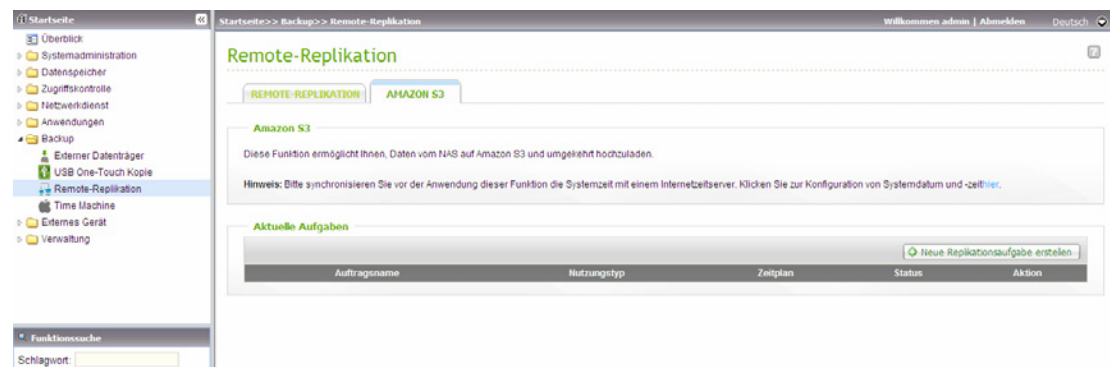 Startseite
Startseite>> Backup>> Remote-Replikation
Willkommen admin | Abmelden
Deutsch
Überblick
Systemadministration
Datenspeicher
Zugriffskontrolle
Netzwerkdienst
Anwendungen
Backup
Externer Datenträger
USB One-Touch Kopie
Remote-Replikation
Time Machine
Externes Gerät
Verwaltung
Funktionssuche
Schlagwort:
Remote-Replikation
REMOTE-REPLIKATION
AMAZON S3
Amazon S3
Diese Funktion ermöglicht Ihnen, Daten vom NAS auf Amazon S3 und umgekehrt hochzuladen.
Hinweis: Bitte synchronisieren Sie vor der Anwendung dieser Funktion die Systemzeit mit einem Internetzeitserver. Klicken Sie zur Konfiguration von Systemdatum und -zeithier.
Aktuelle Aufgaben
Neue Replikationsaufgabe erstellen
Auftragsname Nutzungstyp Zeitplan Status Aktion